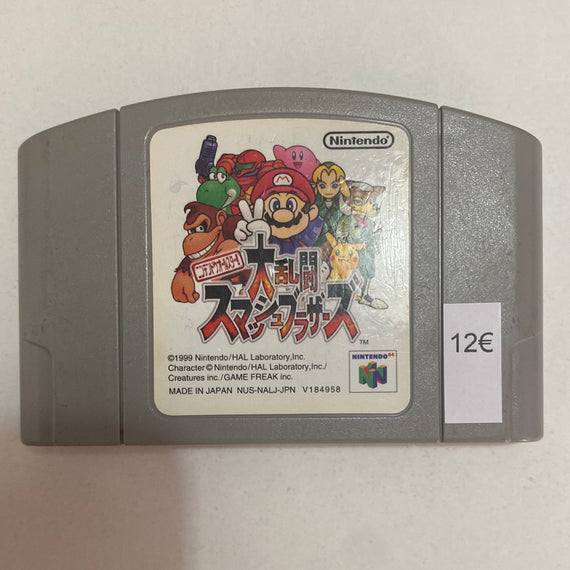 Nintendo
ニンテンドウオールスター!
大乱闘
スマッシュブラザーズ
TM
12€
©1999 Nintendo/HAL Laboratory,Inc.
Character © Nintendo/HAL Laboratory,Inc./
Creatures inc./GAME FREAK inc.
MADE IN JAPAN NUS-NALJ-JPN V184958
NINTENDO 64